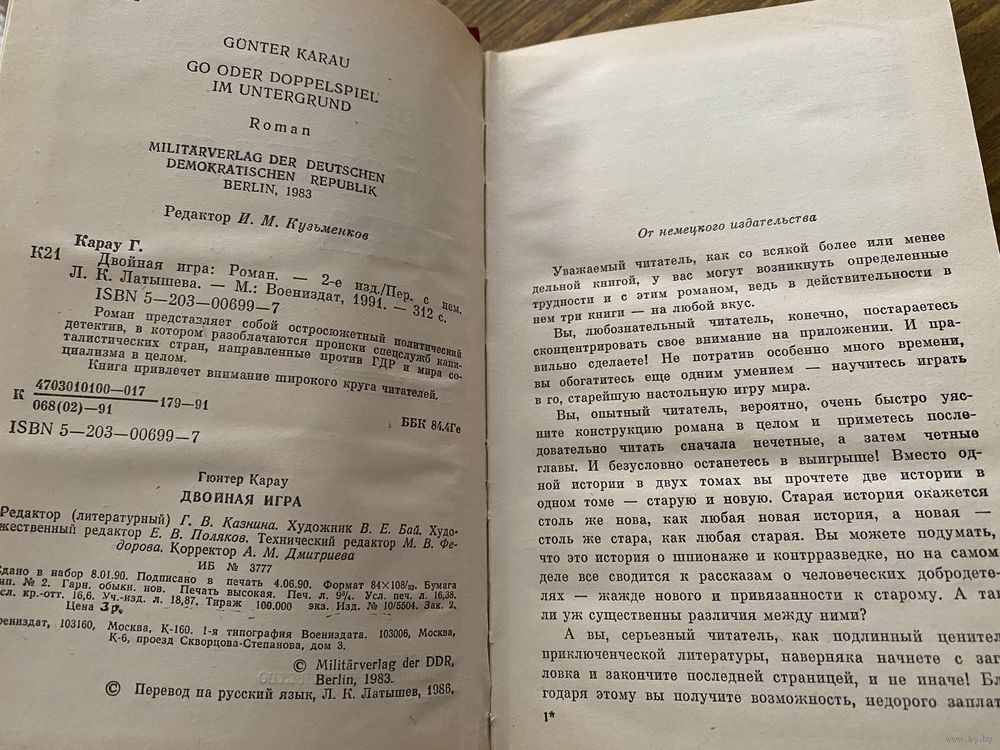 GÜNTER KARAU
GO ODER DOPPELSPIEL
IM UNTERGRUND
Roman
MILITÄRVERLAG DER DEUTSCHEN
DEMOKRATISCHEN REPUBLIK
BERLIN, 1983
Редактор И. М. Кузьменков
Карау Г.
К21 Двойная игра: Роман. — 2-е изд./Пер. с нем.
Л. К. Латышева. — М.: Воениздат, 1991. — 312 с.
ISBN 5—203—00699—7
Роман представляет собой остросюжетный политический
детектив, в котором разоблачаются происки спецслужб капи-
талистических стран, направленные против ГДР и мира со-
циализма в целом.
Книга привлечет внимание широкого круга читателей.
К 4703010100—017
068(02)—91 179—91
ББК 84.4Ге
ISBN 5—203—00699—7
Гюнтер Карау
ДВОЙНАЯ ИГРА
Редактор (литературный) Г. В. Казнина. Художник В. Е. Бай. Худо-
жественный редактор Е. В. Поляков. Технический редактор М. В. Фе-
дорова. Корректор А. М. Дмитриева
ИБ № 3777
Сдано в набор 8.01.90. Подписано в печать 4.06.90. Формат 84×108/32. Бумага
тип. № 2. Гарн. обыкн. нов. Печать высокая. Печ. л. 9¾. Усл. печ. л. 16,38.
Усл. кр.-отт. 16,6. Уч.-изд. л. 18,87. Тираж 100.000 экз. Изд. № 10/5504. Зак. 2.
Цена 3р.
Воениздат, 103160, Москва, К-160. 1-я типография Воениздата. 103006, Москва,
К-6, проезд Скворцова-Степанова, дом 3.
© Militärverlag der DDR,
Berlin, 1983.
© Перевод на русский язык, Л. К. Латышев, 1986.
От немецкого издательства
Уважаемый читатель, как со всякой более или менее
дельной книгой, у вас могут возникнуть определенные
трудности и с этим романом, ведь в действительности в
нем три книги — на любой вкус.
Вы, любознательный читатель, конечно, постараетесь
сконцентрировать свое внимание на приложении. И пра-
вильно сделаете! Не потратив особенно много времени,
вы обогатитесь еще одним умением — научитесь играть
в го, старейшую настольную игру мира.
Вы, опытный читатель, вероятно, очень быстро уяс-
ните конструкцию романа в целом и приметесь после-
довательно читать сначала нечетные, а затем четные
главы. И безусловно останетесь в выигрыше! Вместо од-
ной истории в двух томах вы прочтете две истории в
одном томе — старую и новую. Старая история окажется
столь же нова, как любая новая история, а новая —
столь же стара, как любая старая. Вы можете подумать,
что это история о шпионаже и контрразведке, но на самом
деле все сводится к рассказам о человеческих добродете-
лях — жажде нового и привязанности к старому. А так
ли уж существенны различия между ними?
А вы, серьезный читатель, как подлинный ценител
приключенческой литературы, наверняка начнете с заг
ловка и закончите последней страницей, и не иначе! Бл
годаря этому вы получите возможность, недорого заплат
1*
www.ay.by